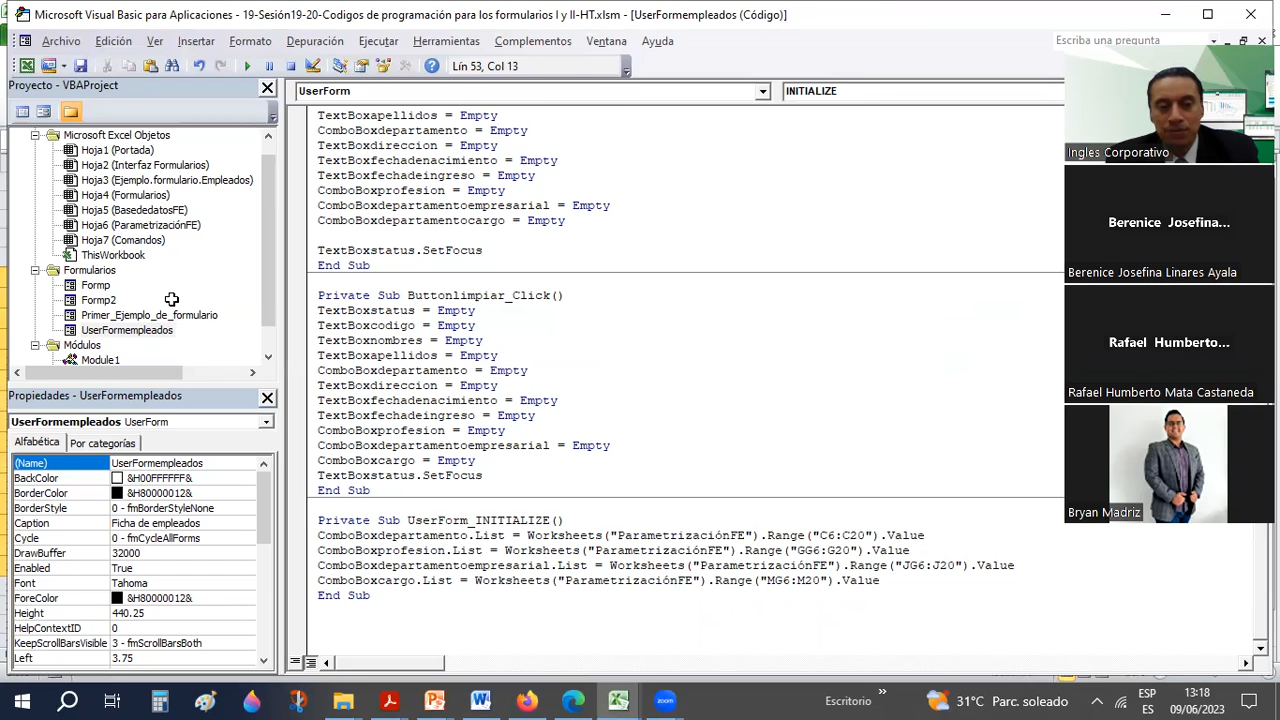 Microsoft Visual Basic para Aplicaciones - 19-Sesión19-20-Codigos de programación para los formularios I y II-HT.xlsm - [UserFormempleados (Código)]
Archivo Edición Ver Insertar Formato Depuración Ejecutar Herramientas Complementos Ventana Ayuda
Escriba una pregunta
Lín 53, Col 13
Proyecto - VBAProject
Microsoft Excel Objetos
Hoja1 (Portada)
Hoja2 (Interfaz Formularios)
Hoja3 (Ejemplo.formulario.Empleados)
Hoja4 (Formularios)
Hoja5 (BasededatosFE)
Hoja6 (ParametrizaciónFE)
Hoja7 (Comandos)
ThisWorkbook
Formularios
Formp
Formp2
Primer_Ejemplo_de_formulario
UserFormempleados
Módulos
Module1
Propiedades - UserFormempleados
UserFormempleados UserForm
Alfabética Por categorías
(Name) UserFormempleados
BackColor &H00FFFFFF&
BorderColor &H80000012&
BorderStyle 0 - fmBorderStyleNone
Caption Ficha de empleados
Cycle 0 - fmCycleAllForms
DrawBuffer 32000
Enabled True
Font Tahoma
ForeColor &H80000012&
Height 440.25
HelpContextID 0
KeepScrollBarsVisible 3 - fmScrollBarsBoth
Left 3.75
UserForm INITIALIZE
TextBoxapellidos = Empty
ComboBoxdepartamento = Empty
TextBoxdireccion = Empty
TextBoxfechadenacimiento = Empty
TextBoxfechadeingreso = Empty
ComboBoxprofesion = Empty
ComboBoxdepartamentoempresarial = Empty
ComboBoxdepartamentocargo = Empty
TextBoxstatus.SetFocus
End Sub
Private Sub Buttonlimpiar_Click()
TextBoxstatus = Empty
TextBoxcodigo = Empty
TextBoxnombres = Empty
TextBoxapellidos = Empty
ComboBoxdepartamento = Empty
TextBoxdireccion = Empty
TextBoxfechadenacimiento = Empty
TextBoxfechadeingreso = Empty
ComboBoxprofesion = Empty
ComboBoxdepartamentoempresarial = Empty
ComboBoxcargo = Empty
TextBoxstatus.SetFocus
End Sub
Private Sub UserForm_INITIALIZE()
ComboBoxdepartamento.List = Worksheets("ParametrizaciónFE").Range("C6:C20").Value
ComboBoxprofesion.List = Worksheets("ParametrizaciónFE").Range("GG6:G20").Value
ComboBoxdepartamentoempresarial.List = Worksheets("ParametrizaciónFE").Range("JG6:J20").Value
ComboBoxcargo.List = Worksheets("ParametrizaciónFE").Range("MG6:M20").Value
End Sub
Ingles Corporativo
Berenice Josefina...
Berenice Josefina Linares Ayala
Rafael Humberto...
Rafael Humberto Mata Castaneda
Bryan Madriz
zoom
Escritorio
31°C Parc. soleado
ESP
ES
13:18
09/06/2023